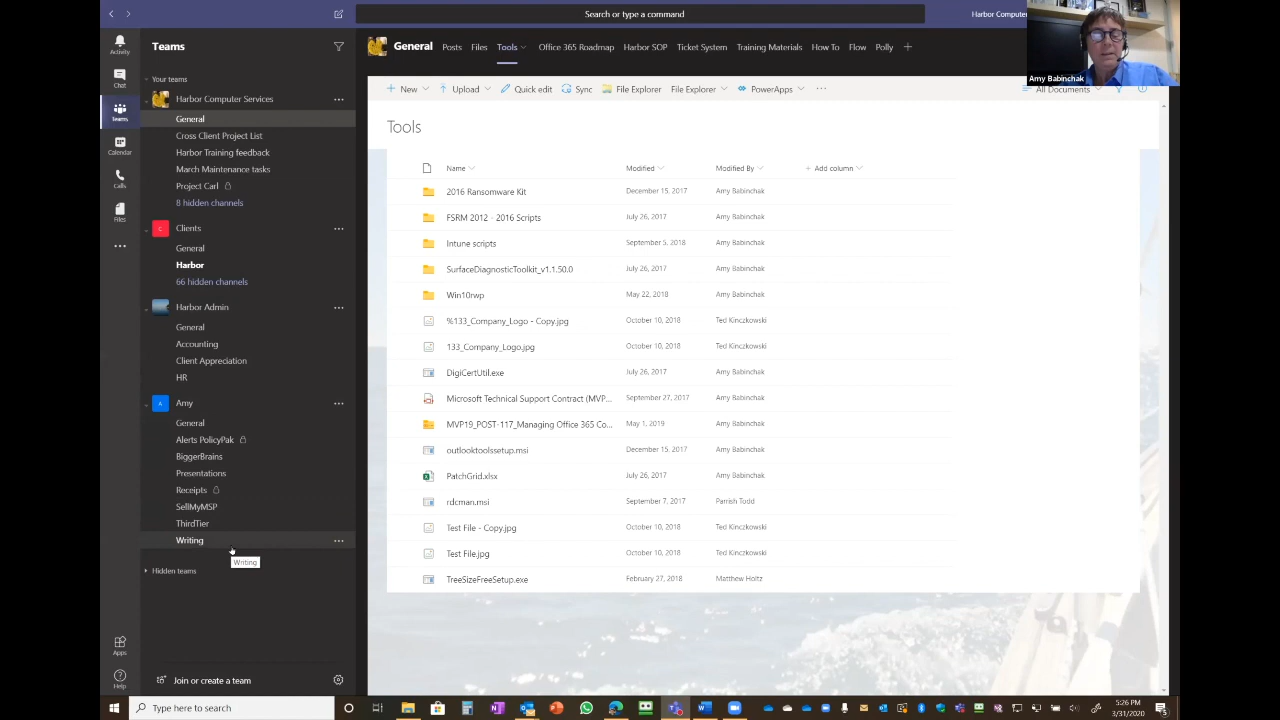 Search or type a command
Harbor Computer
Amy Babinchak
Activity
Chat
Teams
Calendar
Calls
Files
Apps
Help
Teams
Your teams
Harbor Computer Services
General
Cross Client Project List
Harbor Training feedback
March Maintenance tasks
Project Carl
8 hidden channels
C Clients
General
Harbor
66 hidden channels
Harbor Admin
General
Accounting
Client Appreciation
HR
A Amy
General
Alerts PolicyPak
BiggerBrains
Presentations
Receipts
SellMyMSP
ThirdTier
Writing
Writing
Hidden teams
Join or create a team
General Posts Files Tools Office 365 Roadmap Harbor SOP Ticket System Training Materials How To Flow Polly
New Upload Quick edit Sync File Explorer File Explorer PowerApps All Documents
Tools
Name Modified Modified By Add column
2016 Ransomware Kit December 15, 2017 Amy Babinchak
FSRM 2012 - 2016 Scripts July 26, 2017 Amy Babinchak
Intune scripts September 5, 2018 Amy Babinchak
SurfaceDiagnosticToolkit_v1.1.50.0 July 26, 2017 Amy Babinchak
Win10rwp May 22, 2018 Amy Babinchak
%133_Company_Logo - Copy.jpg October 10, 2018 Ted Kinczkowski
133_Company_Logo.jpg October 10, 2018 Ted Kinczkowski
DigiCertUtil.exe July 26, 2017 Amy Babinchak
Microsoft Technical Support Contract (MVP... September 27, 2017 Amy Babinchak
MVP19_POST-117_Managing Office 365 Co... May 1, 2019 Amy Babinchak
outlooktoolssetup.msi December 15, 2017 Amy Babinchak
PatchGrid.xlsx July 26, 2017 Amy Babinchak
rdcman.msi September 7, 2017 Parrish Todd
Test File - Copy.jpg October 10, 2018 Ted Kinczkowski
Test File.jpg October 10, 2018 Ted Kinczkowski
TreeSizeFreeSetup.exe February 27, 2018 Matthew Holtz
Type here to search
5:26 PM
3/31/2020